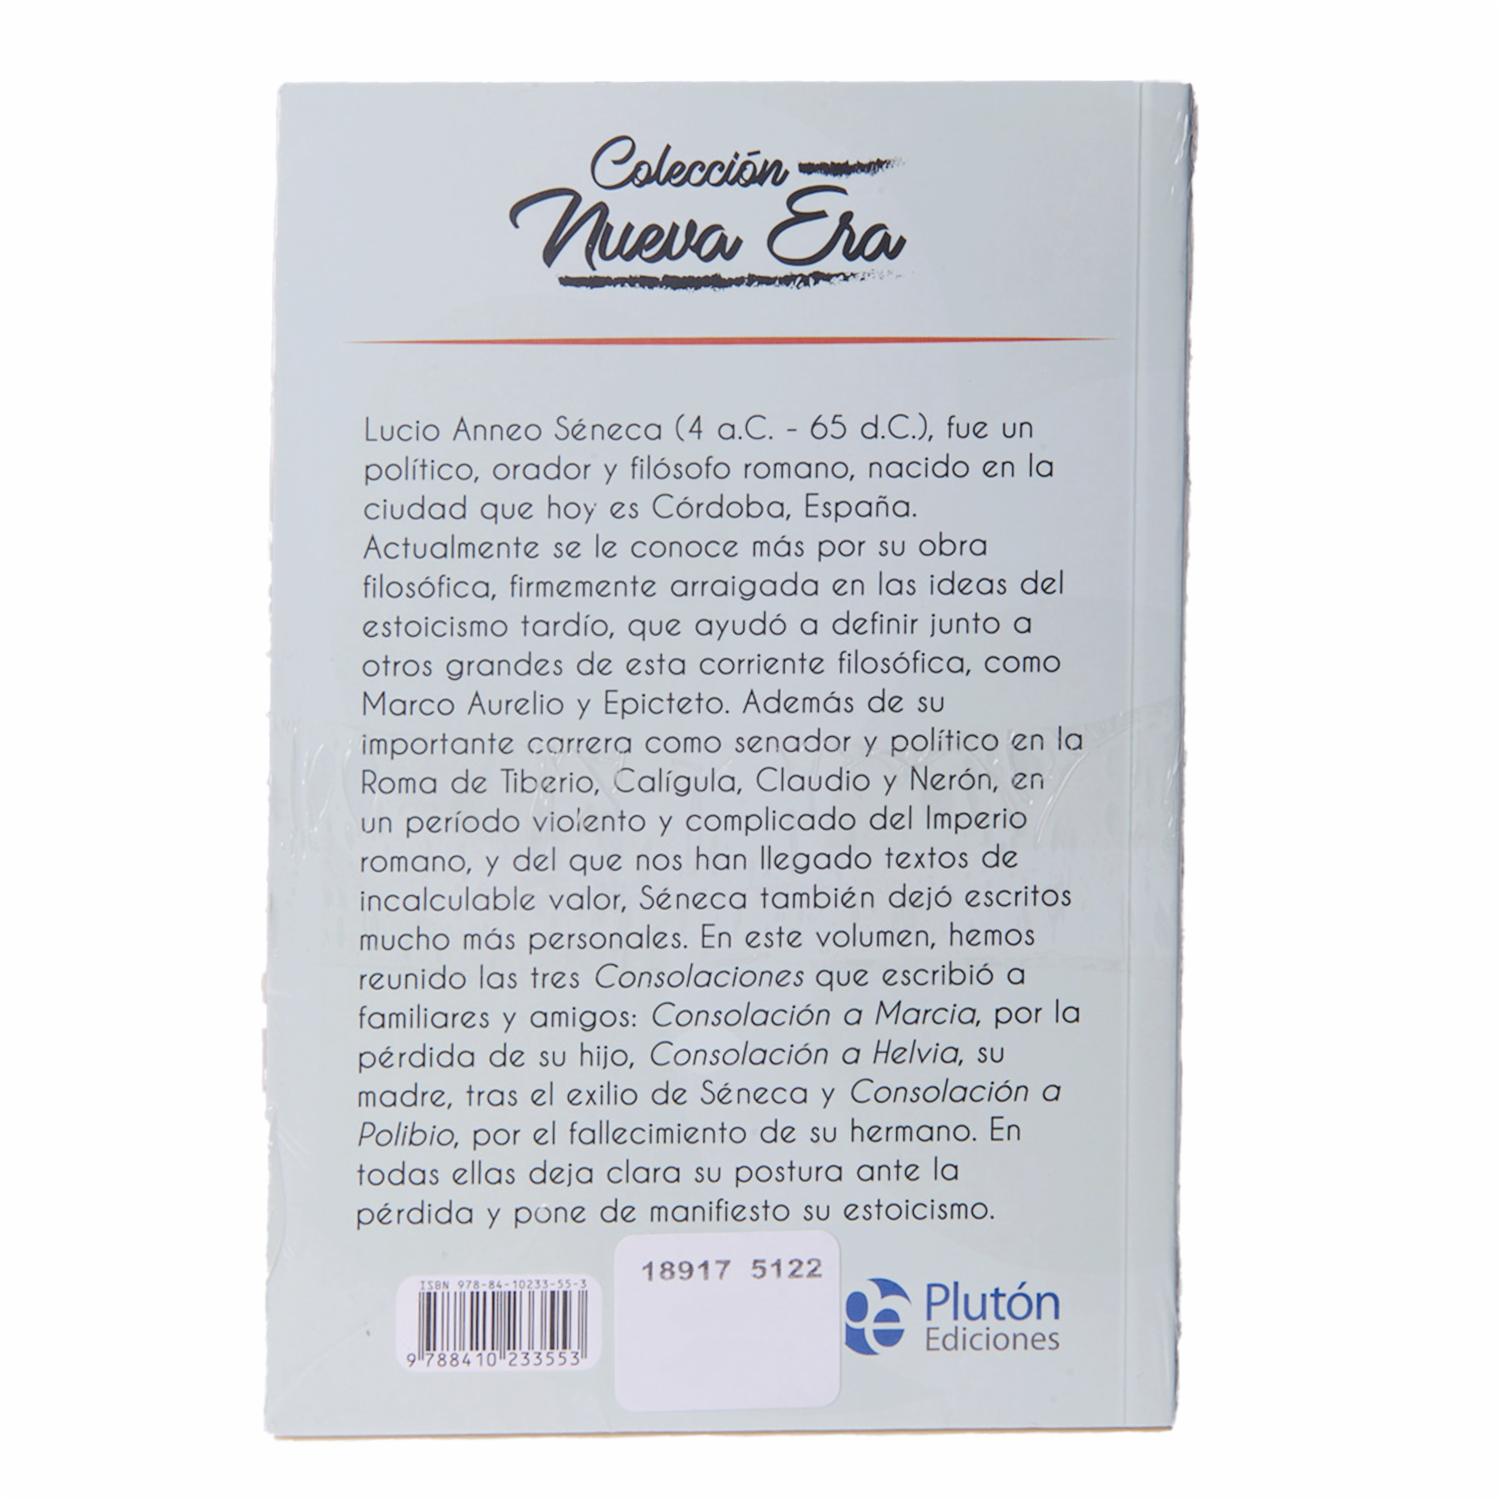 Colección
Nueva Era
Lucio Anneo Séneca (4 a.C. - 65 d.C.), fue un
político, orador y filósofo romano, nacido en la
ciudad que hoy es Córdoba, España.
Actualmente se le conoce más por su obra
filosófica, firmemente arraigada en las ideas del
estoicismo tardío, que ayudó a definir junto a
otros grandes de esta corriente filosófica, como
Marco Aurelio y Epicteto. Además de su
importante carrera como senador y político en la
Roma de Tiberio, Calígula, Claudio y Nerón, en
un período violento y complicado del Imperio
romano, y del que nos han llegado textos de
incalculable valor, Séneca también dejó escritos
mucho más personales. En este volumen, hemos
reunido las tres Consolaciones que escribió a
familiares y amigos: Consolación a Marcia, por la
pérdida de su hijo, Consolación a Helvia, su
madre, tras el exilio de Séneca y Consolación a
Polibio, por el fallecimiento de su hermano. En
todas ellas deja clara su postura ante la
pérdida y pone de manifiesto su estoicismo.
ISBN 978-84-10233-55-3
9 788410 233553
18917 5122
pe Plutón
Ediciones